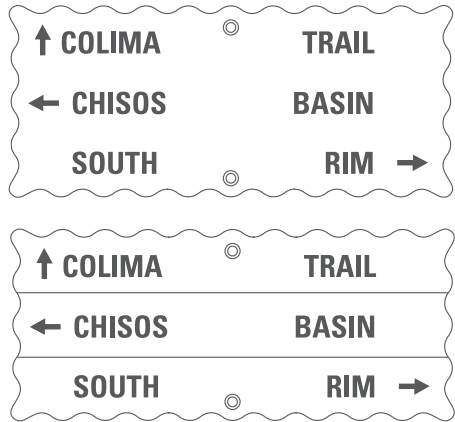 ↑ COLIMA TRAIL
← CHISOS BASIN
SOUTH RIM →
↑ COLIMA TRAIL
← CHISOS BASIN
SOUTH RIM →